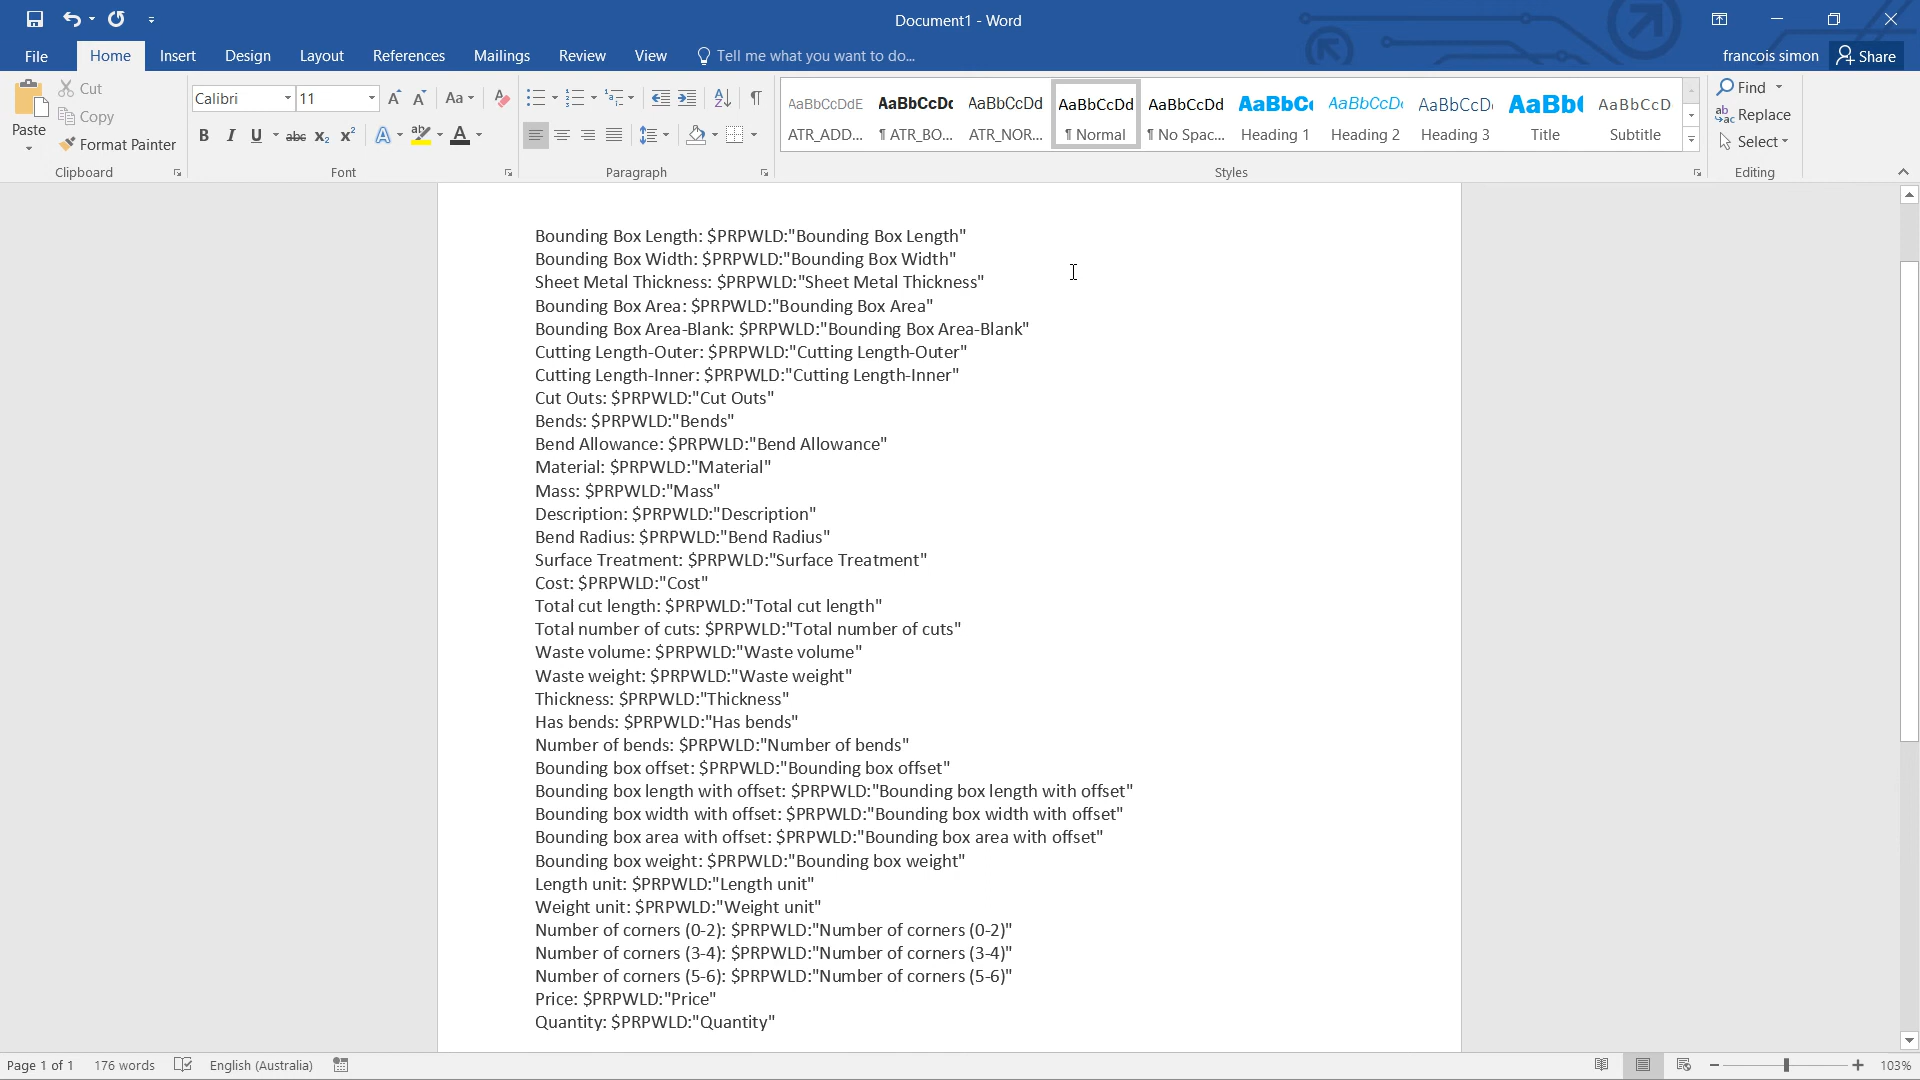 Document1 - Word
File Home Insert Design Layout References Mailings Review View Tell me what you want to do... francois simon Share
Paste
Cut
Copy
Format Painter
Calibri 11
Aa
AaBbCcDdE AaBbCcDc AaBbCcDd AaBbCcDd AaBbCcDd AaBbCc AaBbCcDc AaBbCcDc AaBb( AaBbCcD
ATR_ADD... ¶ ATR_BO... ATR_NOR... ¶ Normal ¶ No Spac... Heading 1 Heading 2 Heading 3 Title Subtitle
Find
Replace
Select
Clipboard Font Paragraph Styles Editing
Bounding Box Length: $PRPWLD:"Bounding Box Length"
Bounding Box Width: $PRPWLD:"Bounding Box Width"
Sheet Metal Thickness: $PRPWLD:"Sheet Metal Thickness"
Bounding Box Area: $PRPWLD:"Bounding Box Area"
Bounding Box Area-Blank: $PRPWLD:"Bounding Box Area-Blank"
Cutting Length-Outer: $PRPWLD:"Cutting Length-Outer"
Cutting Length-Inner: $PRPWLD:"Cutting Length-Inner"
Cut Outs: $PRPWLD:"Cut Outs"
Bends: $PRPWLD:"Bends"
Bend Allowance: $PRPWLD:"Bend Allowance"
Material: $PRPWLD:"Material"
Mass: $PRPWLD:"Mass"
Description: $PRPWLD:"Description"
Bend Radius: $PRPWLD:"Bend Radius"
Surface Treatment: $PRPWLD:"Surface Treatment"
Cost: $PRPWLD:"Cost"
Total cut length: $PRPWLD:"Total cut length"
Total number of cuts: $PRPWLD:"Total number of cuts"
Waste volume: $PRPWLD:"Waste volume"
Waste weight: $PRPWLD:"Waste weight"
Thickness: $PRPWLD:"Thickness"
Has bends: $PRPWLD:"Has bends"
Number of bends: $PRPWLD:"Number of bends"
Bounding box offset: $PRPWLD:"Bounding box offset"
Bounding box length with offset: $PRPWLD:"Bounding box length with offset"
Bounding box width with offset: $PRPWLD:"Bounding box width with offset"
Bounding box area with offset: $PRPWLD:"Bounding box area with offset"
Bounding box weight: $PRPWLD:"Bounding box weight"
Length unit: $PRPWLD:"Length unit"
Weight unit: $PRPWLD:"Weight unit"
Number of corners (0-2): $PRPWLD:"Number of corners (0-2)"
Number of corners (3-4): $PRPWLD:"Number of corners (3-4)"
Number of corners (5-6): $PRPWLD:"Number of corners (5-6)"
Price: $PRPWLD:"Price"
Quantity: $PRPWLD:"Quantity"
Page 1 of 1 176 words English (Australia) 103%